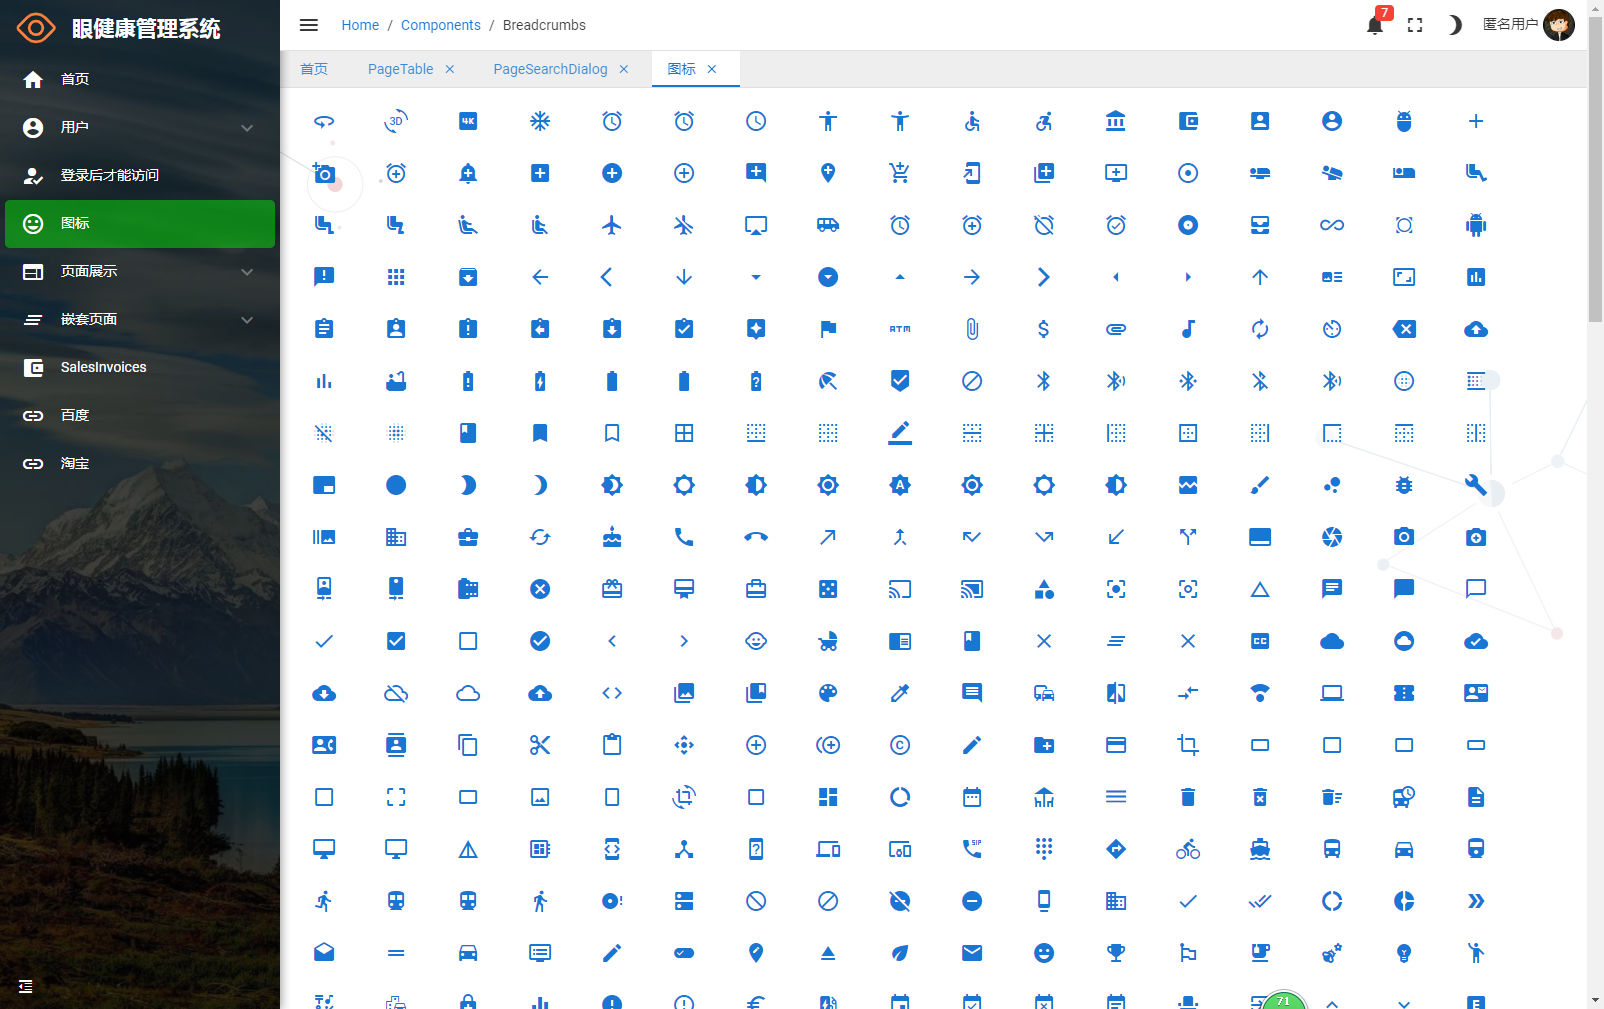 眼健康管理系统
首页
用户
登录后才能访问
图标
页面展示
嵌套页面
SalesInvoices
百度
淘宝
Home / Components / Breadcrumbs
7
匿名用户
首页
PageTable
PageSearchDialog
图标
3D
4K
ATM
A
CC
C
SIP
71
E